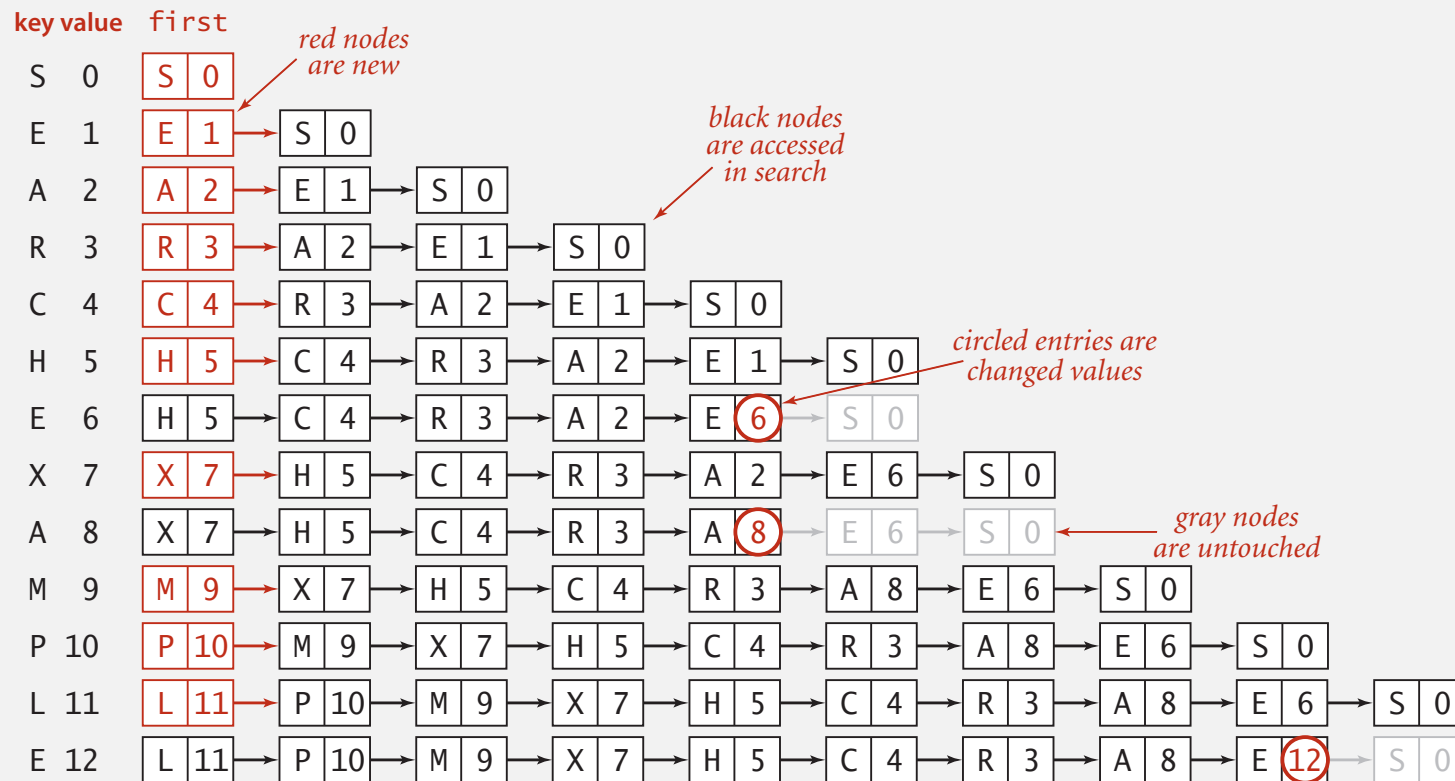 key value first
red nodes
are new
S 0 S 0
E 1 E 1 S 0
black nodes
are accessed
in search
A 2 A 2 E 1 S 0
R 3 R 3 A 2 E 1 S 0
C 4 C 4 R 3 A 2 E 1 S 0
circled entries are
changed values
H 5 H 5 C 4 R 3 A 2 E 1 S 0
E 6 H 5 C 4 R 3 A 2 E 6 S 0
X 7 X 7 H 5 C 4 R 3 A 2 E 6 S 0
A 8 X 7 H 5 C 4 R 3 A 8 E 6 S 0
gray nodes
are untouched
M 9 M 9 X 7 H 5 C 4 R 3 A 8 E 6 S 0
P 10 P 10 M 9 X 7 H 5 C 4 R 3 A 8 E 6 S 0
L 11 L 11 P 10 M 9 X 7 H 5 C 4 R 3 A 8 E 6 S 0
E 12 L 11 P 10 M 9 X 7 H 5 C 4 R 3 A 8 E 12 S 0